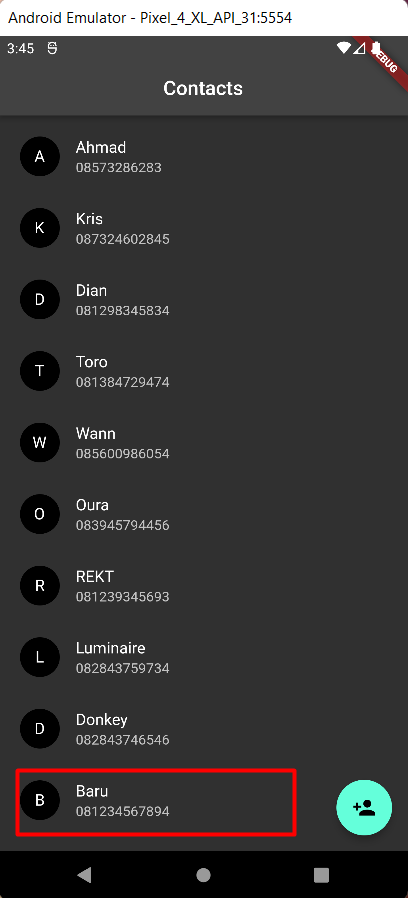 Android Emulator - Pixel_4_XL_API_31:5554
3:45
DEBUG
Contacts
A
Ahmad
08573286283
K
Kris
087324602845
D
Dian
081298345834
T
Toro
081384729474
W
Wann
085600986054
O
Oura
083945794456
R
REKT
081239345693
L
Luminaire
082843759734
D
Donkey
082843746546
B
Baru
081234567894